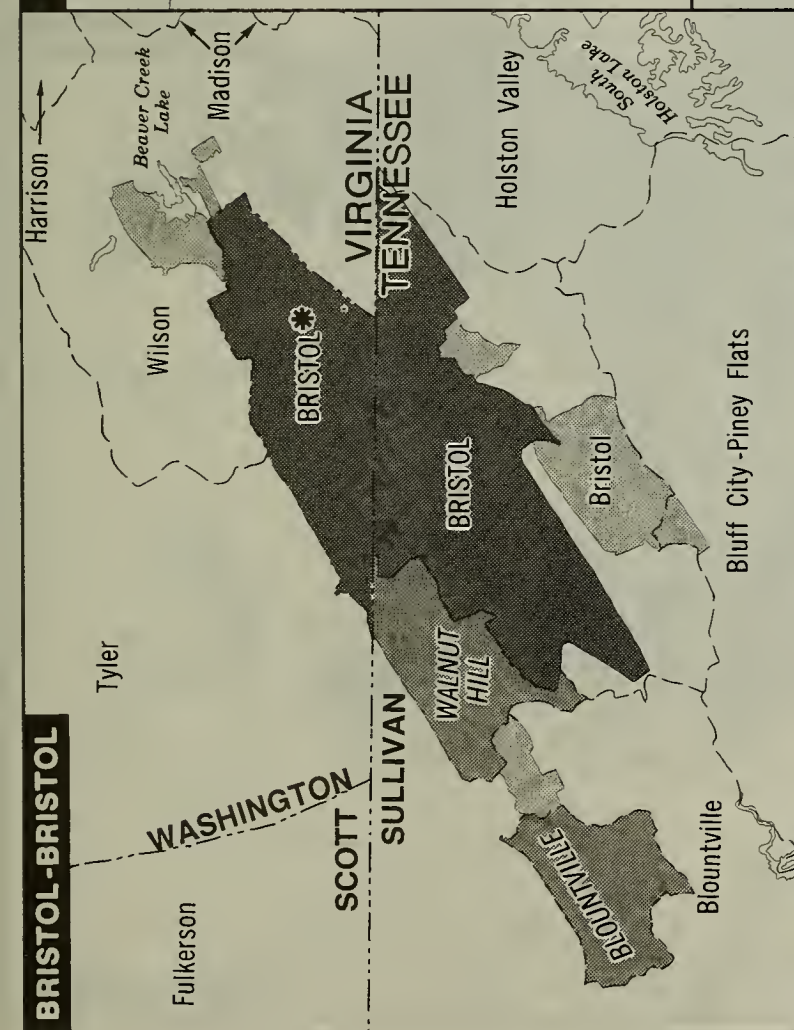 BRISTOL-BRISTOL
Harrison
Madison
Beaver Creek
Lake
Wilson
Tyler
Fulkerson
WASHINGTON
SCOTT
VIRGINIA
TENNESSEE
SULLIVAN
BRISTOL
BRISTOL
WALNUT
HILL
BLOUNTVILLE
Blountville
Bristol
Holston Valley
South
Holston Lake
Bluff City-Piney Flats